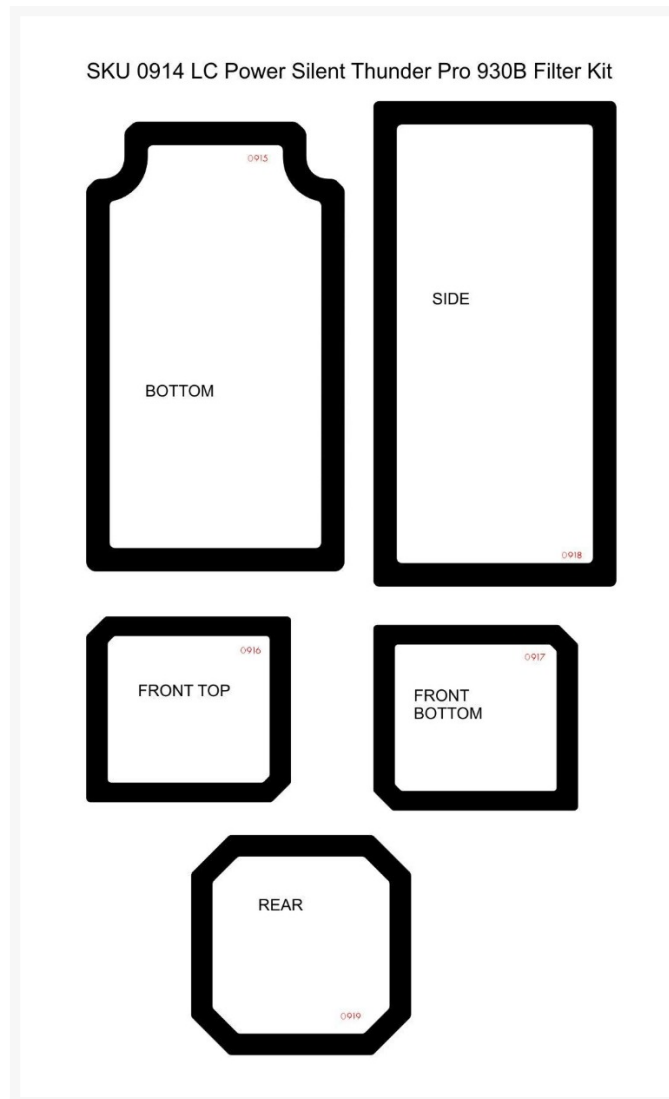 SKU 0914 LC Power Silent Thunder Pro 930B Filter Kit
0915
BOTTOM
SIDE
0918
0916
FRONT TOP
0917
FRONT
BOTTOM
REAR
0919